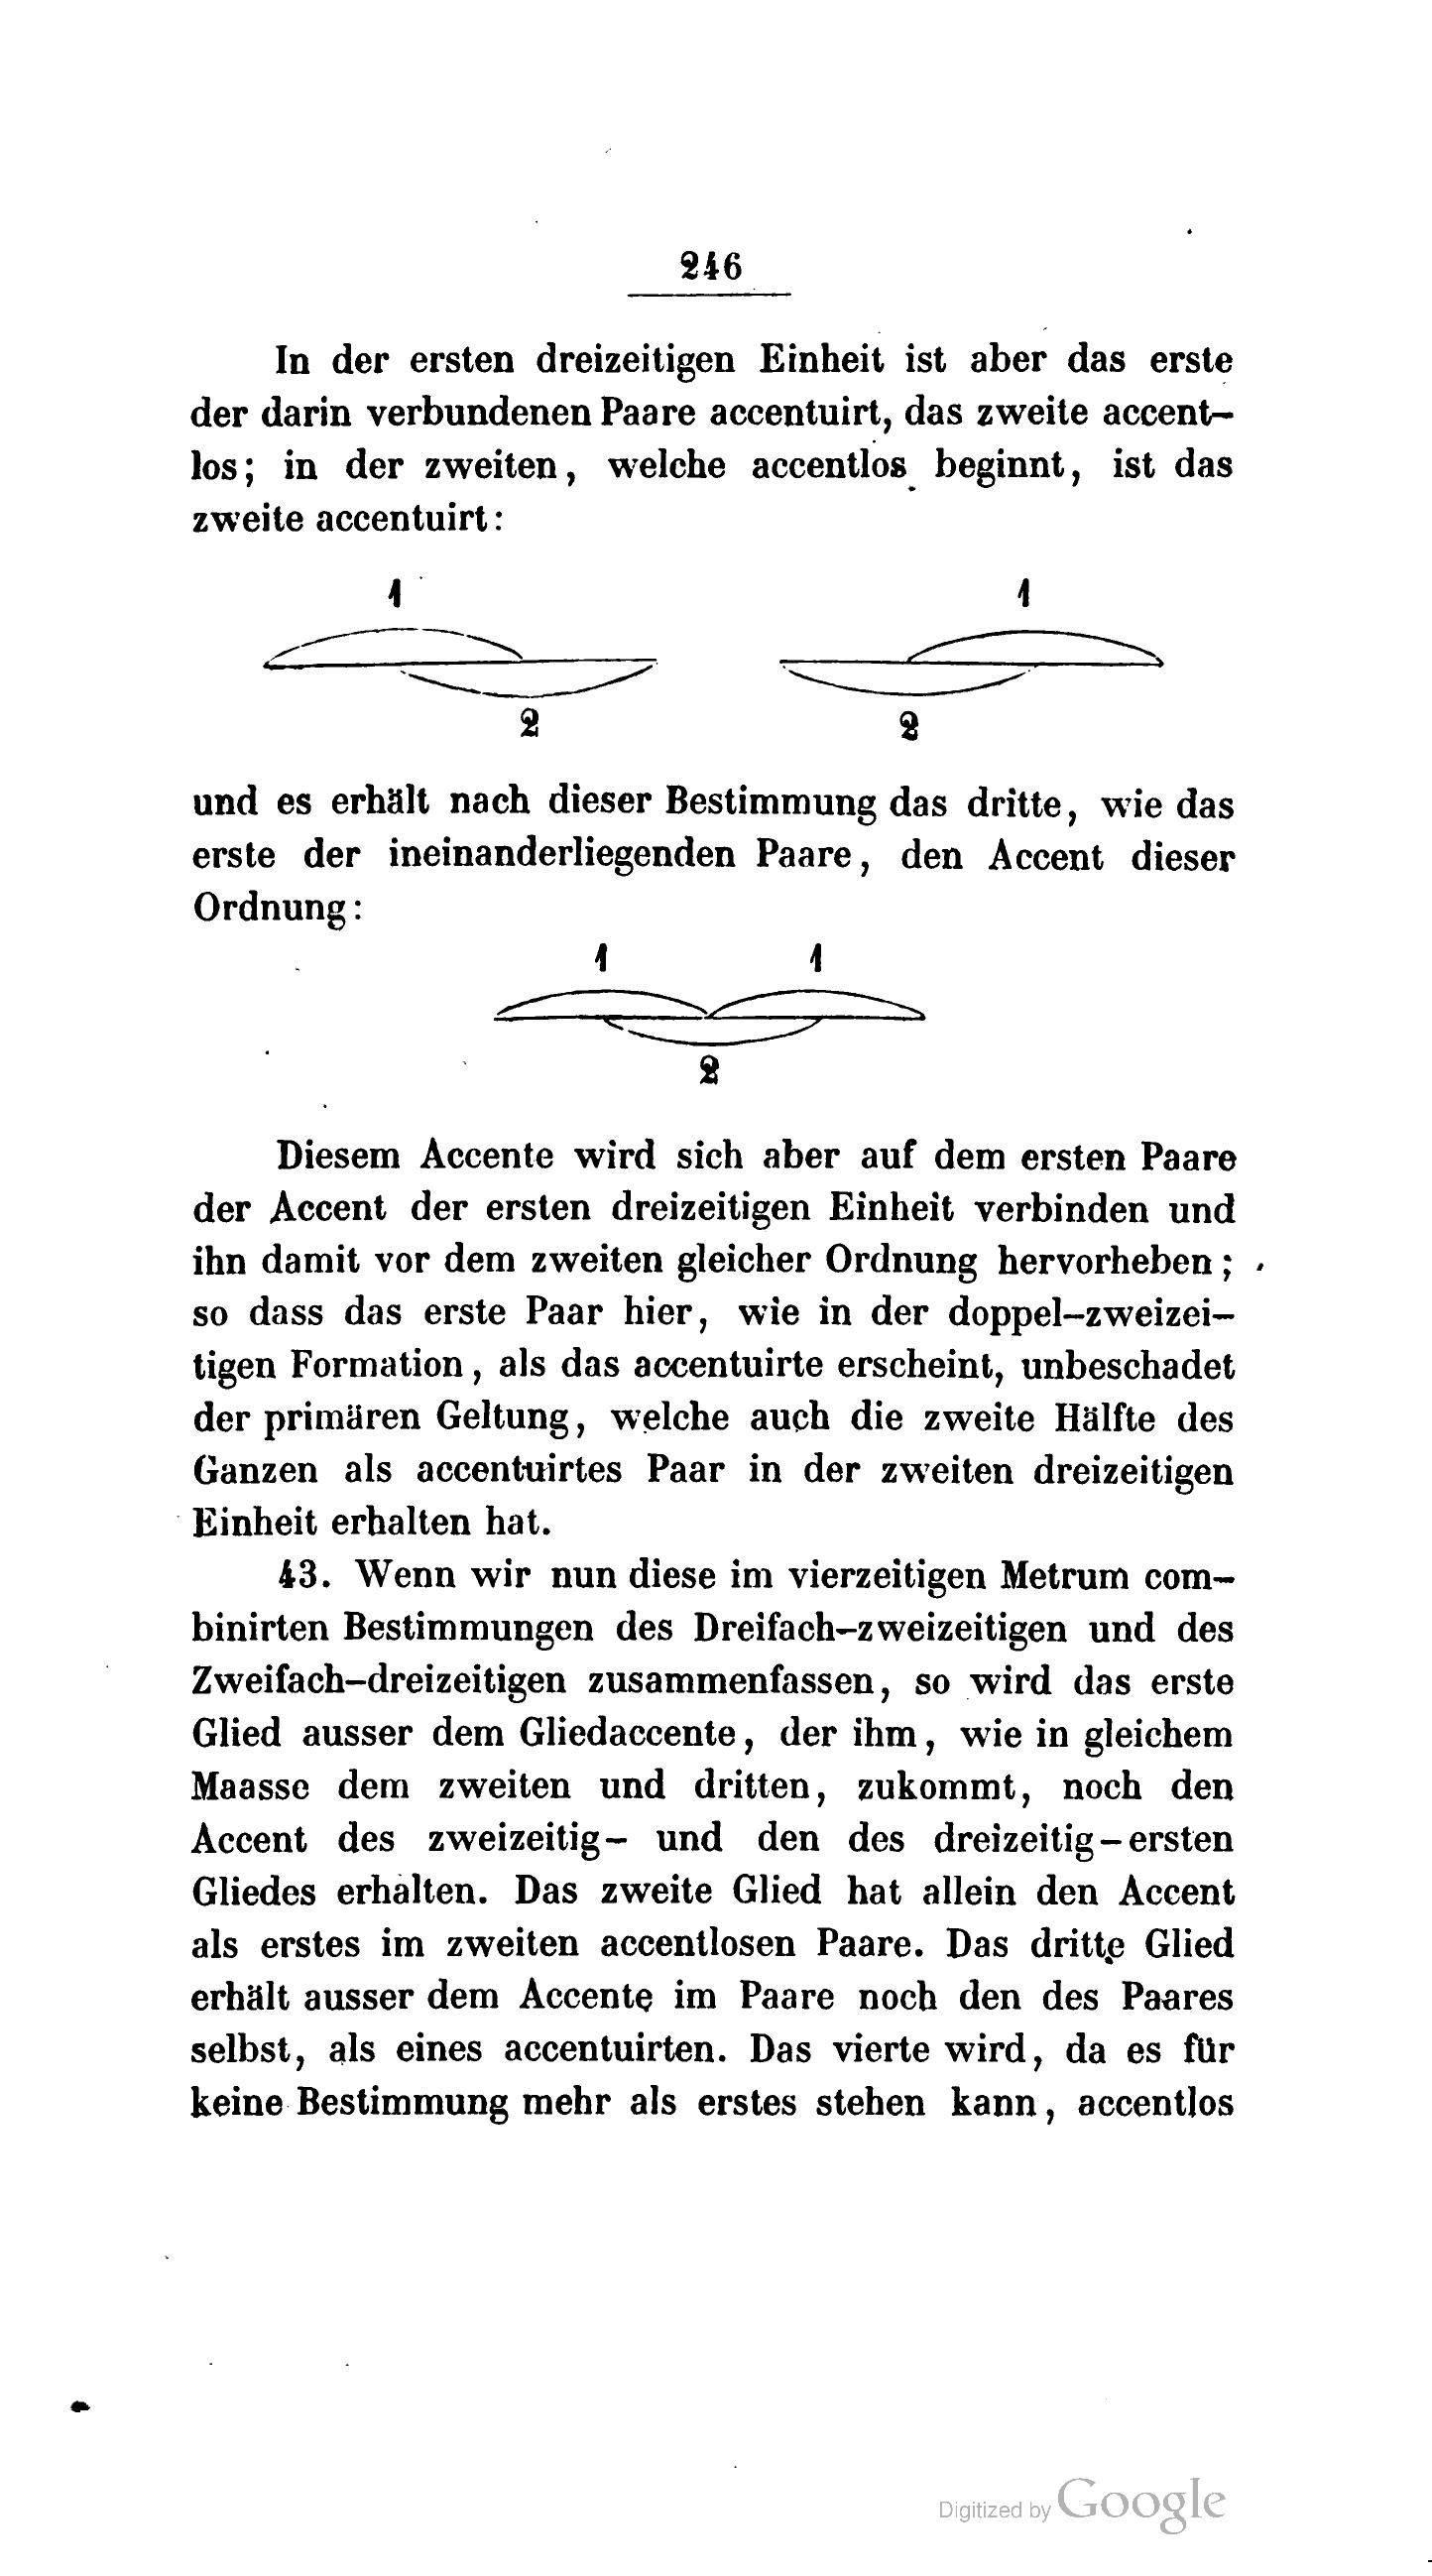 246
In der ersten dreizeitigen Einheit ist aber das erste
der darin verbundenen Paare accentuirt, das zweite accent-
los; in der zweiten, welche accentlos beginnt, ist das
zweite accentuirt:
1 1
2 2
und es erhält nach dieser Bestimmung das dritte, wie das
erste der ineinanderliegenden Paare, den Accent dieser
Ordnung:
1 1
2
Diesem Accente wird sich aber auf dem ersten Paare
der Accent der ersten dreizeitigen Einheit verbinden und
ihn damit vor dem zweiten gleicher Ordnung hervorheben;
so dass das erste Paar hier, wie in der doppel-zweizei-
tigen Formation, als das accentuirte erscheint, unbeschadet
der primären Geltung, welche auch die zweite Hälfte des
Ganzen als accentuirtes Paar in der zweiten dreizeitigen
Einheit erhalten hat.
43. Wenn wir nun diese im vierzeitigen Metrum com-
binirten Bestimmungen des Dreifach-zweizeitigen und des
Zweifach-dreizeitigen zusammenfassen, so wird das erste
Glied ausser dem Gliedaccente, der ihm, wie in gleichem
Maasse dem zweiten und dritten, zukommt, noch den
Accent des zweizeitig- und den des dreizeitig-ersten
Gliedes erhalten. Das zweite Glied hat allein den Accent
als erstes im zweiten accentlosen Paare. Das dritte Glied
erhält ausser dem Accente im Paare noch den des Paares
selbst, als eines accentuirten. Das vierte wird, da es für
keine Bestimmung mehr als erstes stehen kann, accentlos
Digitized by Google